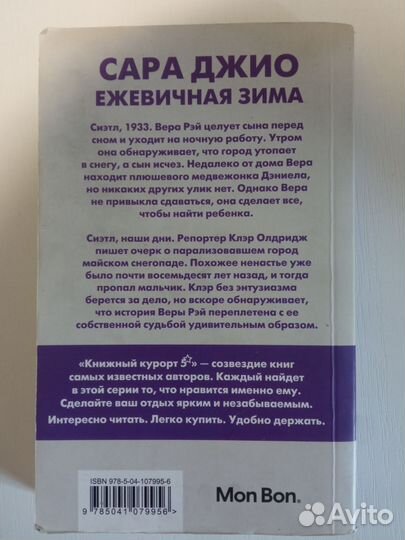 САРА ДЖИО
ЕЖЕВИЧНАЯ ЗИМА
Сиэтл, 1933. Вера Рэй целует сына перед
сном и уходит на ночную работу. Утром
она обнаруживает, что город утопает
в снегу, а сын исчез. Недалеко от дома Вера
находит плюшевого медвежонка Дэниела,
но никаких других улик нет. Однако Вера
не привыкла сдаваться, она сделает все,
чтобы найти ребенка.
Сиэтл, наши дни. Репортер Клэр Олдридж
пишет очерк о парализовавшем город
майском снегопаде. Похожее ненастье уже
было почти восемьдесят лет назад, и тогда
пропал мальчик. Клэр без энтузиазма
берется за дело, но вскоре обнаруживает,
что история Веры Рэй переплетена с ее
собственной судьбой удивительным образом.
«Книжный курорт 5☆» — созвездие книг
самых известных авторов. Каждый найдет
в этой серии то, что нравится именно ему.
Сделайте ваш отдых ярким и незабываемым.
Интересно читать. Легко купить. Удобно держать.
ISBN 978-5-04-107995-6
9 785041 079956 >
Mon Bon.
Avito